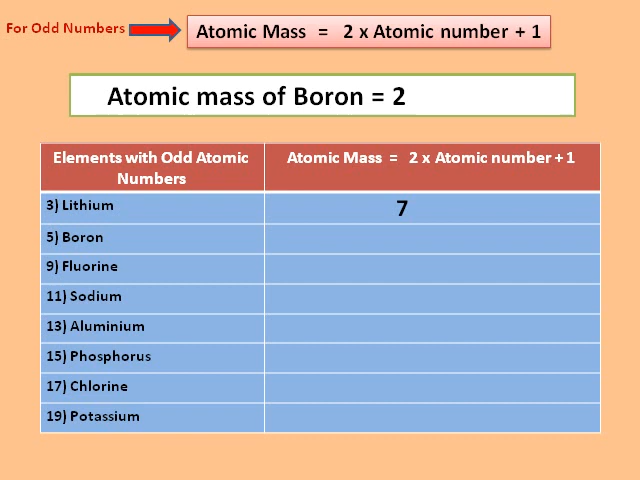 For Odd Numbers
Atomic Mass = 2 x Atomic number + 1
Atomic mass of Boron = 2
Elements with Odd Atomic Numbers
Atomic Mass = 2 x Atomic number + 1
3) Lithium
7
5) Boron
9) Fluorine
11) Sodium
13) Aluminium
15) Phosphorus
17) Chlorine
19) Potassium